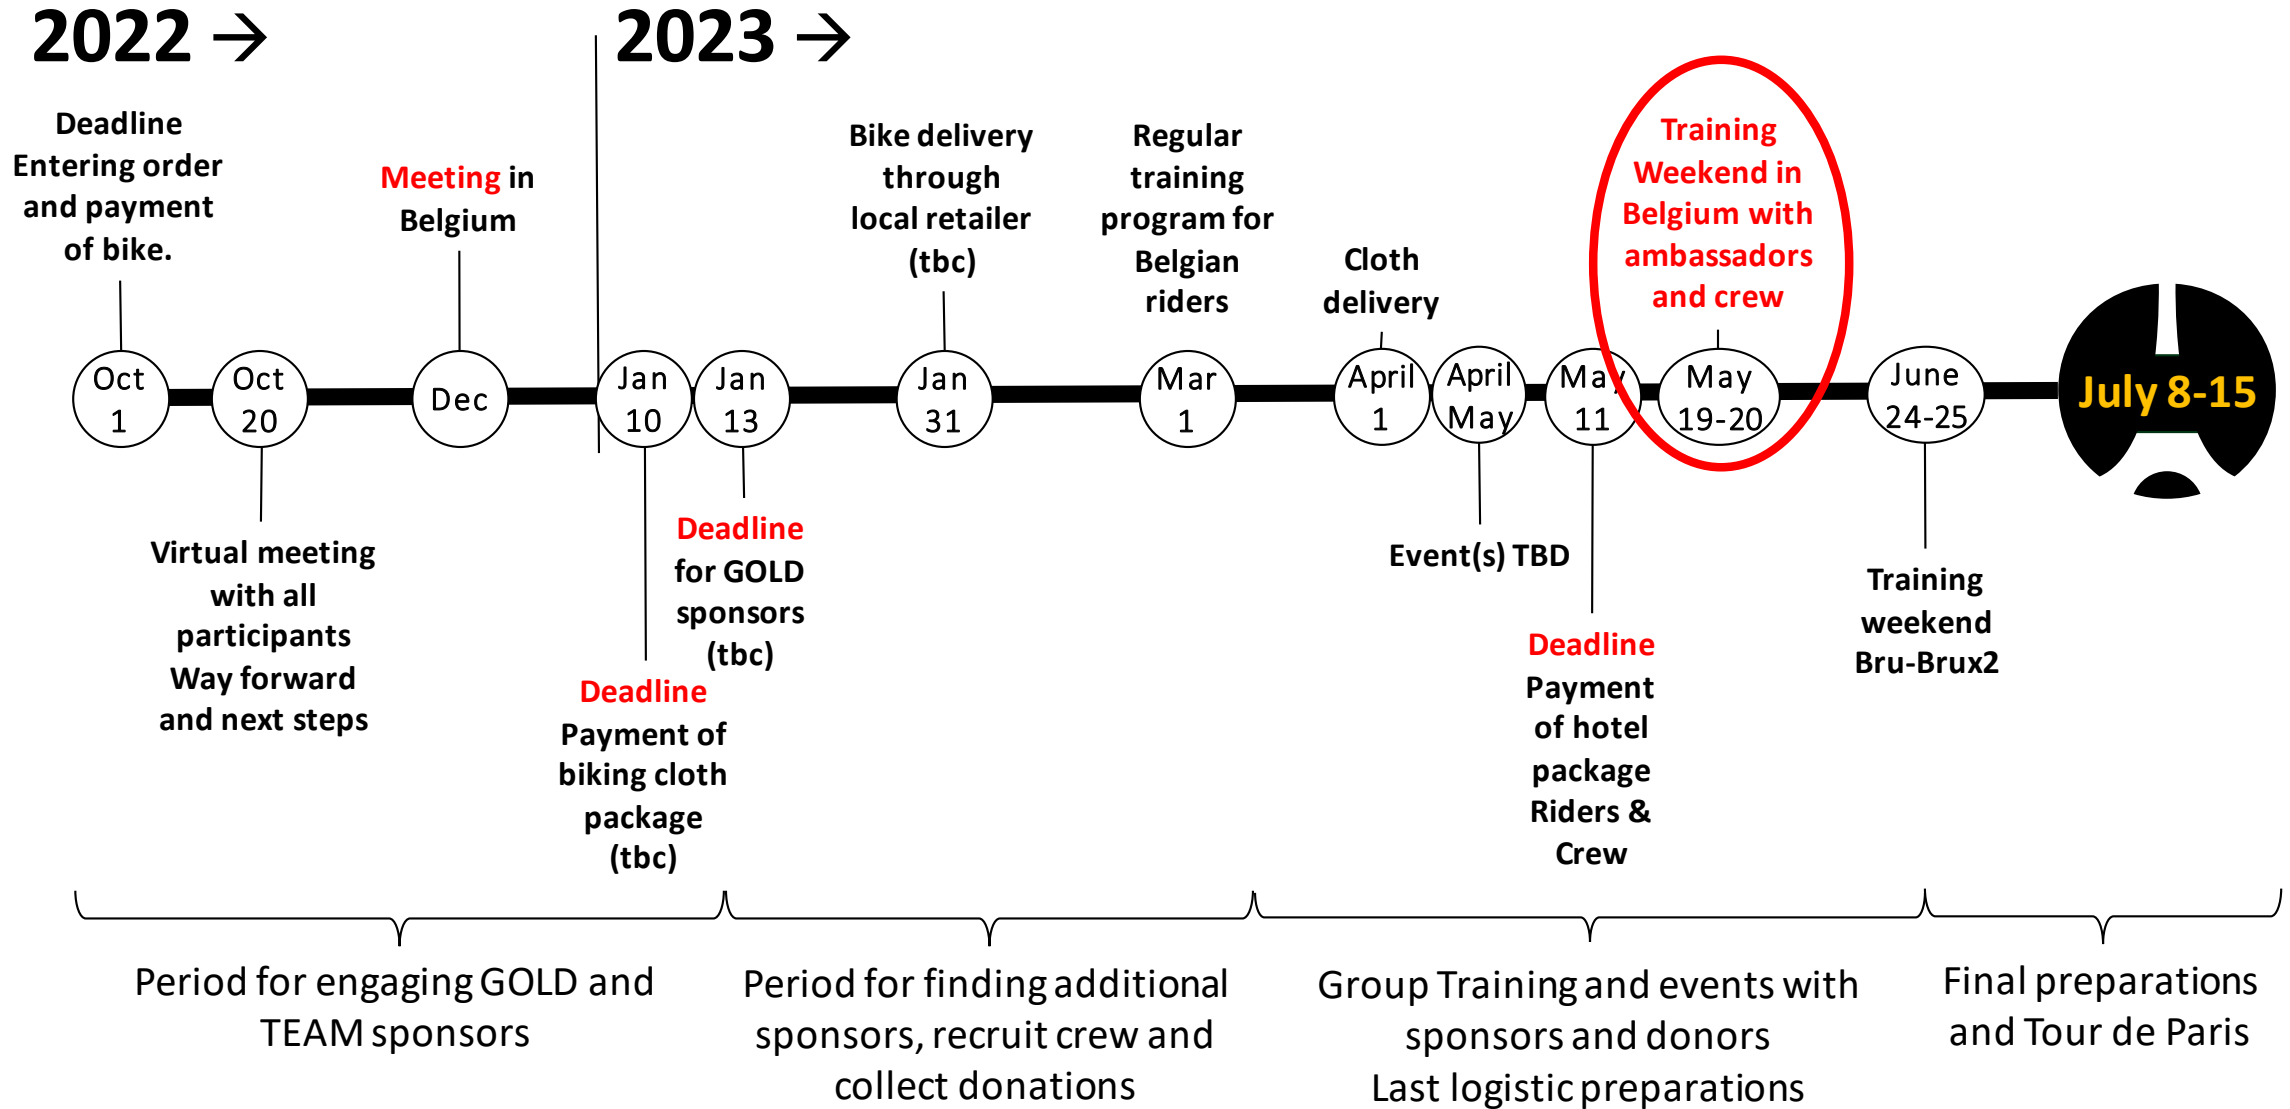 2022 →
2023 →
Deadline
Entering order
and payment
of bike.
Meeting in
Belgium
Bike delivery
through
local retailer
(tbc)
Regular
training
program for
Belgian
riders
Cloth
delivery
Training
Weekend in
Belgium with
ambassadors
and crew
Oct
1
Oct
20
Dec
Jan
10
Jan
13
Jan
31
Mar
1
April
1
April
May
May
11
May
19-20
June
24-25
July 8-15
Virtual meeting
with all
participants
Way forward
and next steps
Deadline
Payment of
biking cloth
package
(tbc)
Deadline
for GOLD
sponsors
(tbc)
Event(s) TBD
Deadline
Payment
of hotel
package
Riders &
Crew
Training
weekend
Bru-Brux2
Period for engaging GOLD and
TEAM sponsors
Period for finding additional
sponsors, recruit crew and
collect donations
Group Training and events with
sponsors and donors
Last logistic preparations
Final preparations
and Tour de Paris